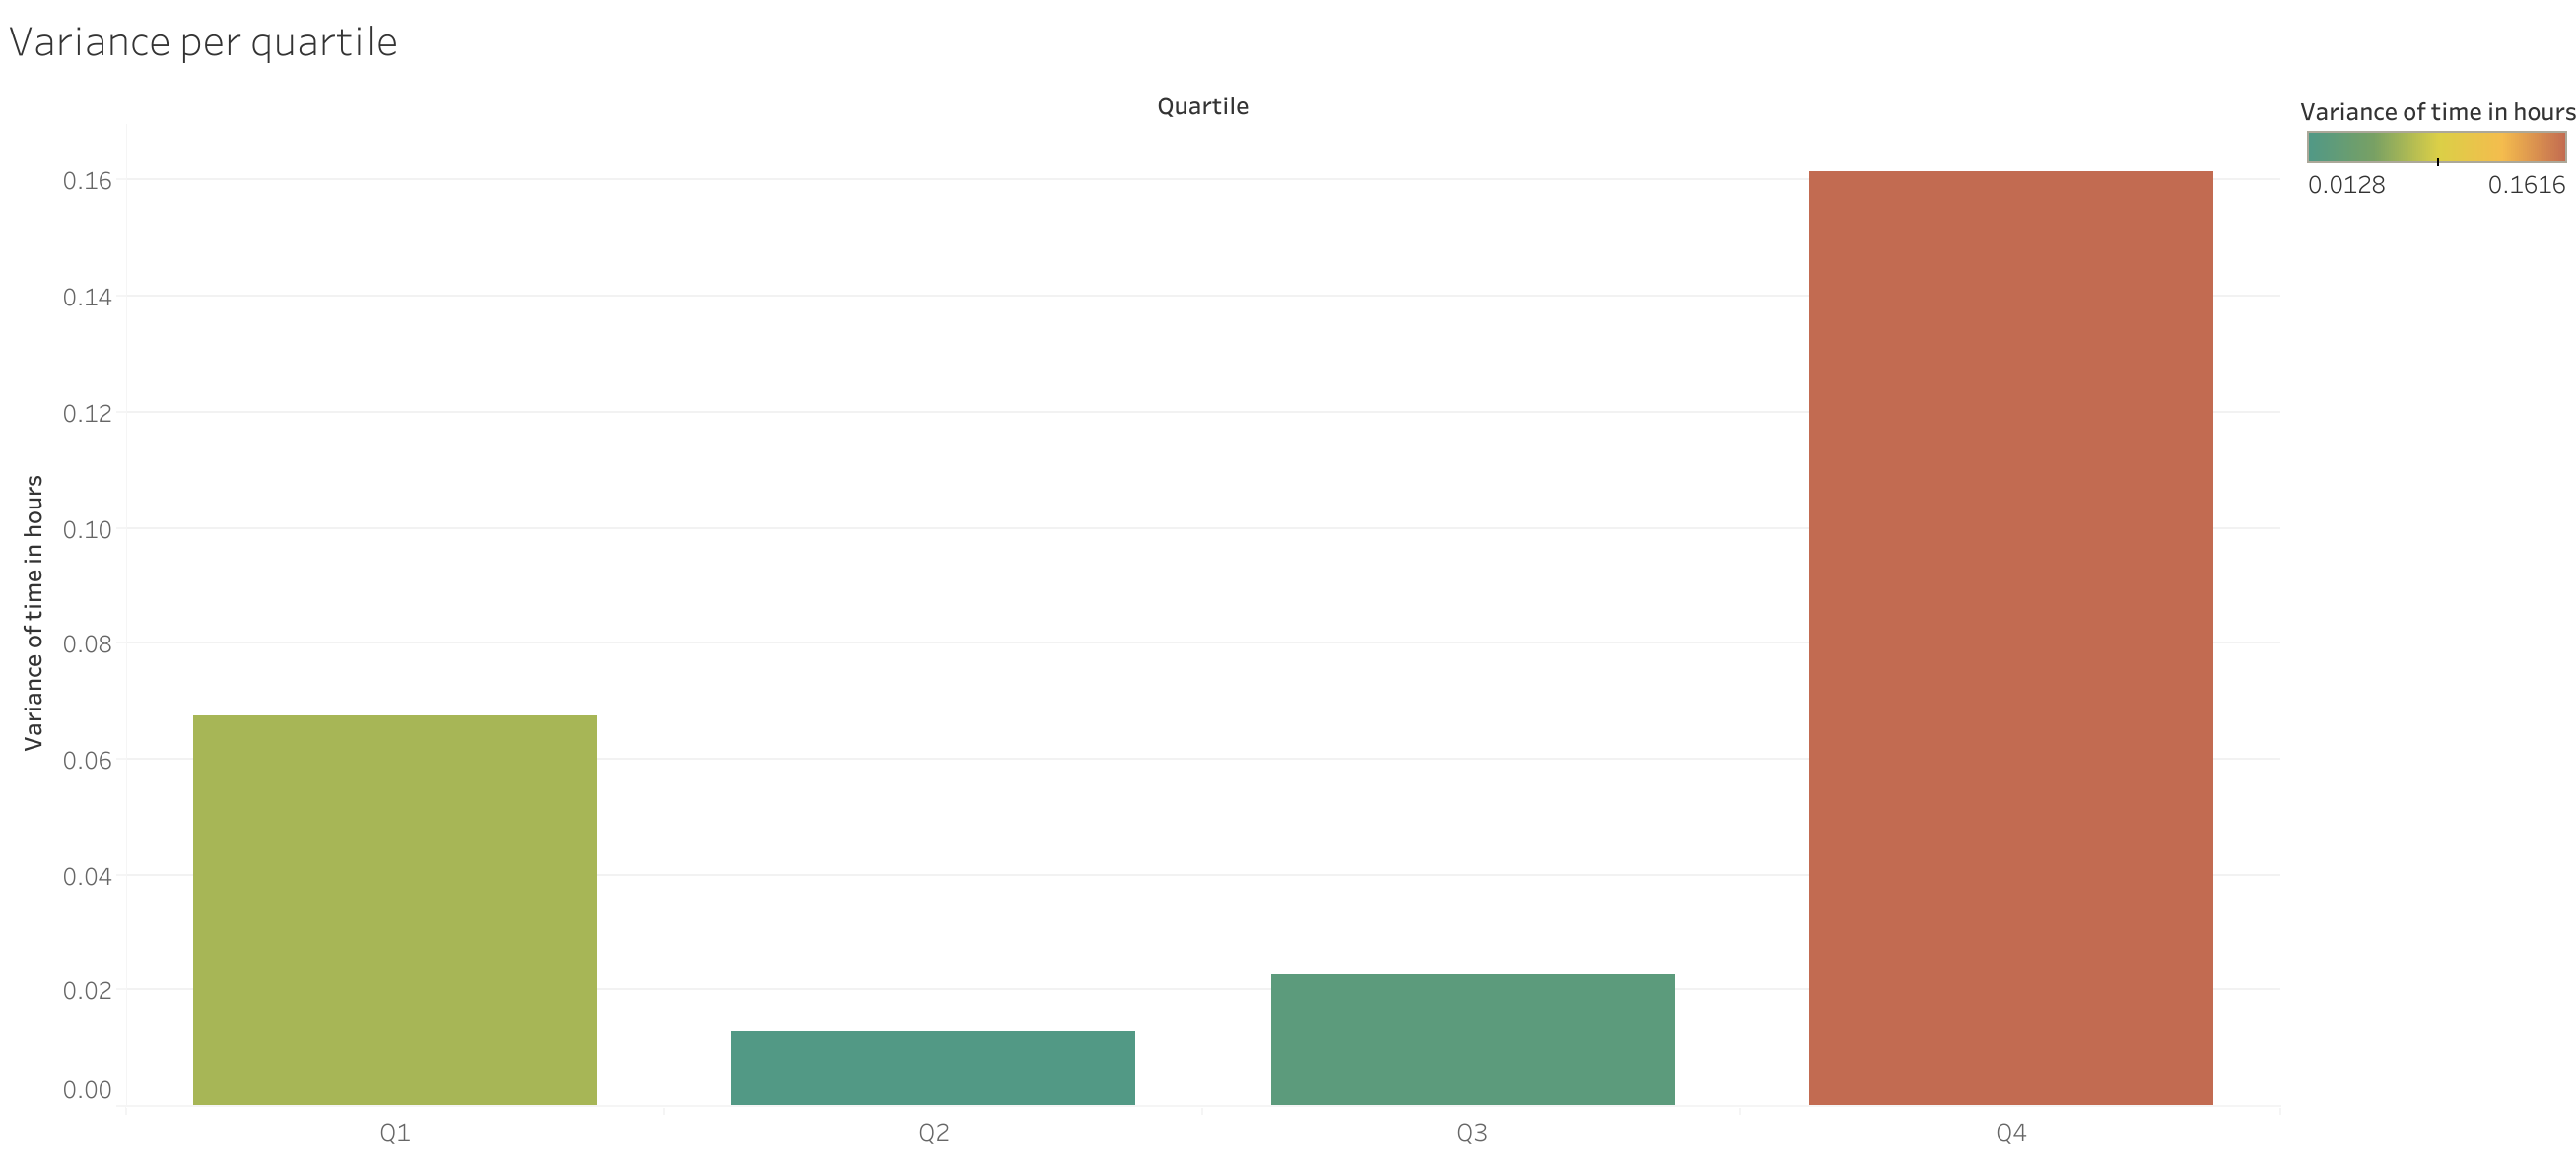 Variance per quartile
Quartile
Variance of time in hours
0.0128 0.1616
Variance of time in hours
0.16
0.14
0.12
0.10
0.08
0.06
0.04
0.02
0.00
Q1 Q2 Q3 Q4